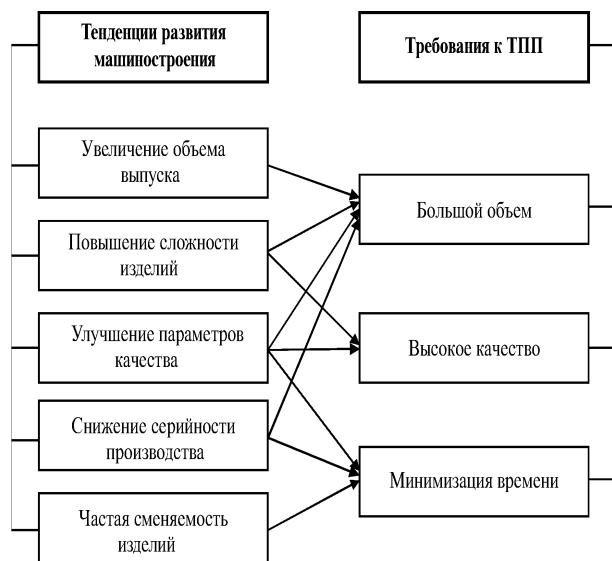 Тенденции развития
машиностроения
Требования к ТПП
Увеличение объема
выпуска
Повышение сложности
изделий
Улучшение параметров
качества
Снижение серийности
производства
Частая сменяемость
изделий
Большой объем
Высокое качество
Минимизация времени